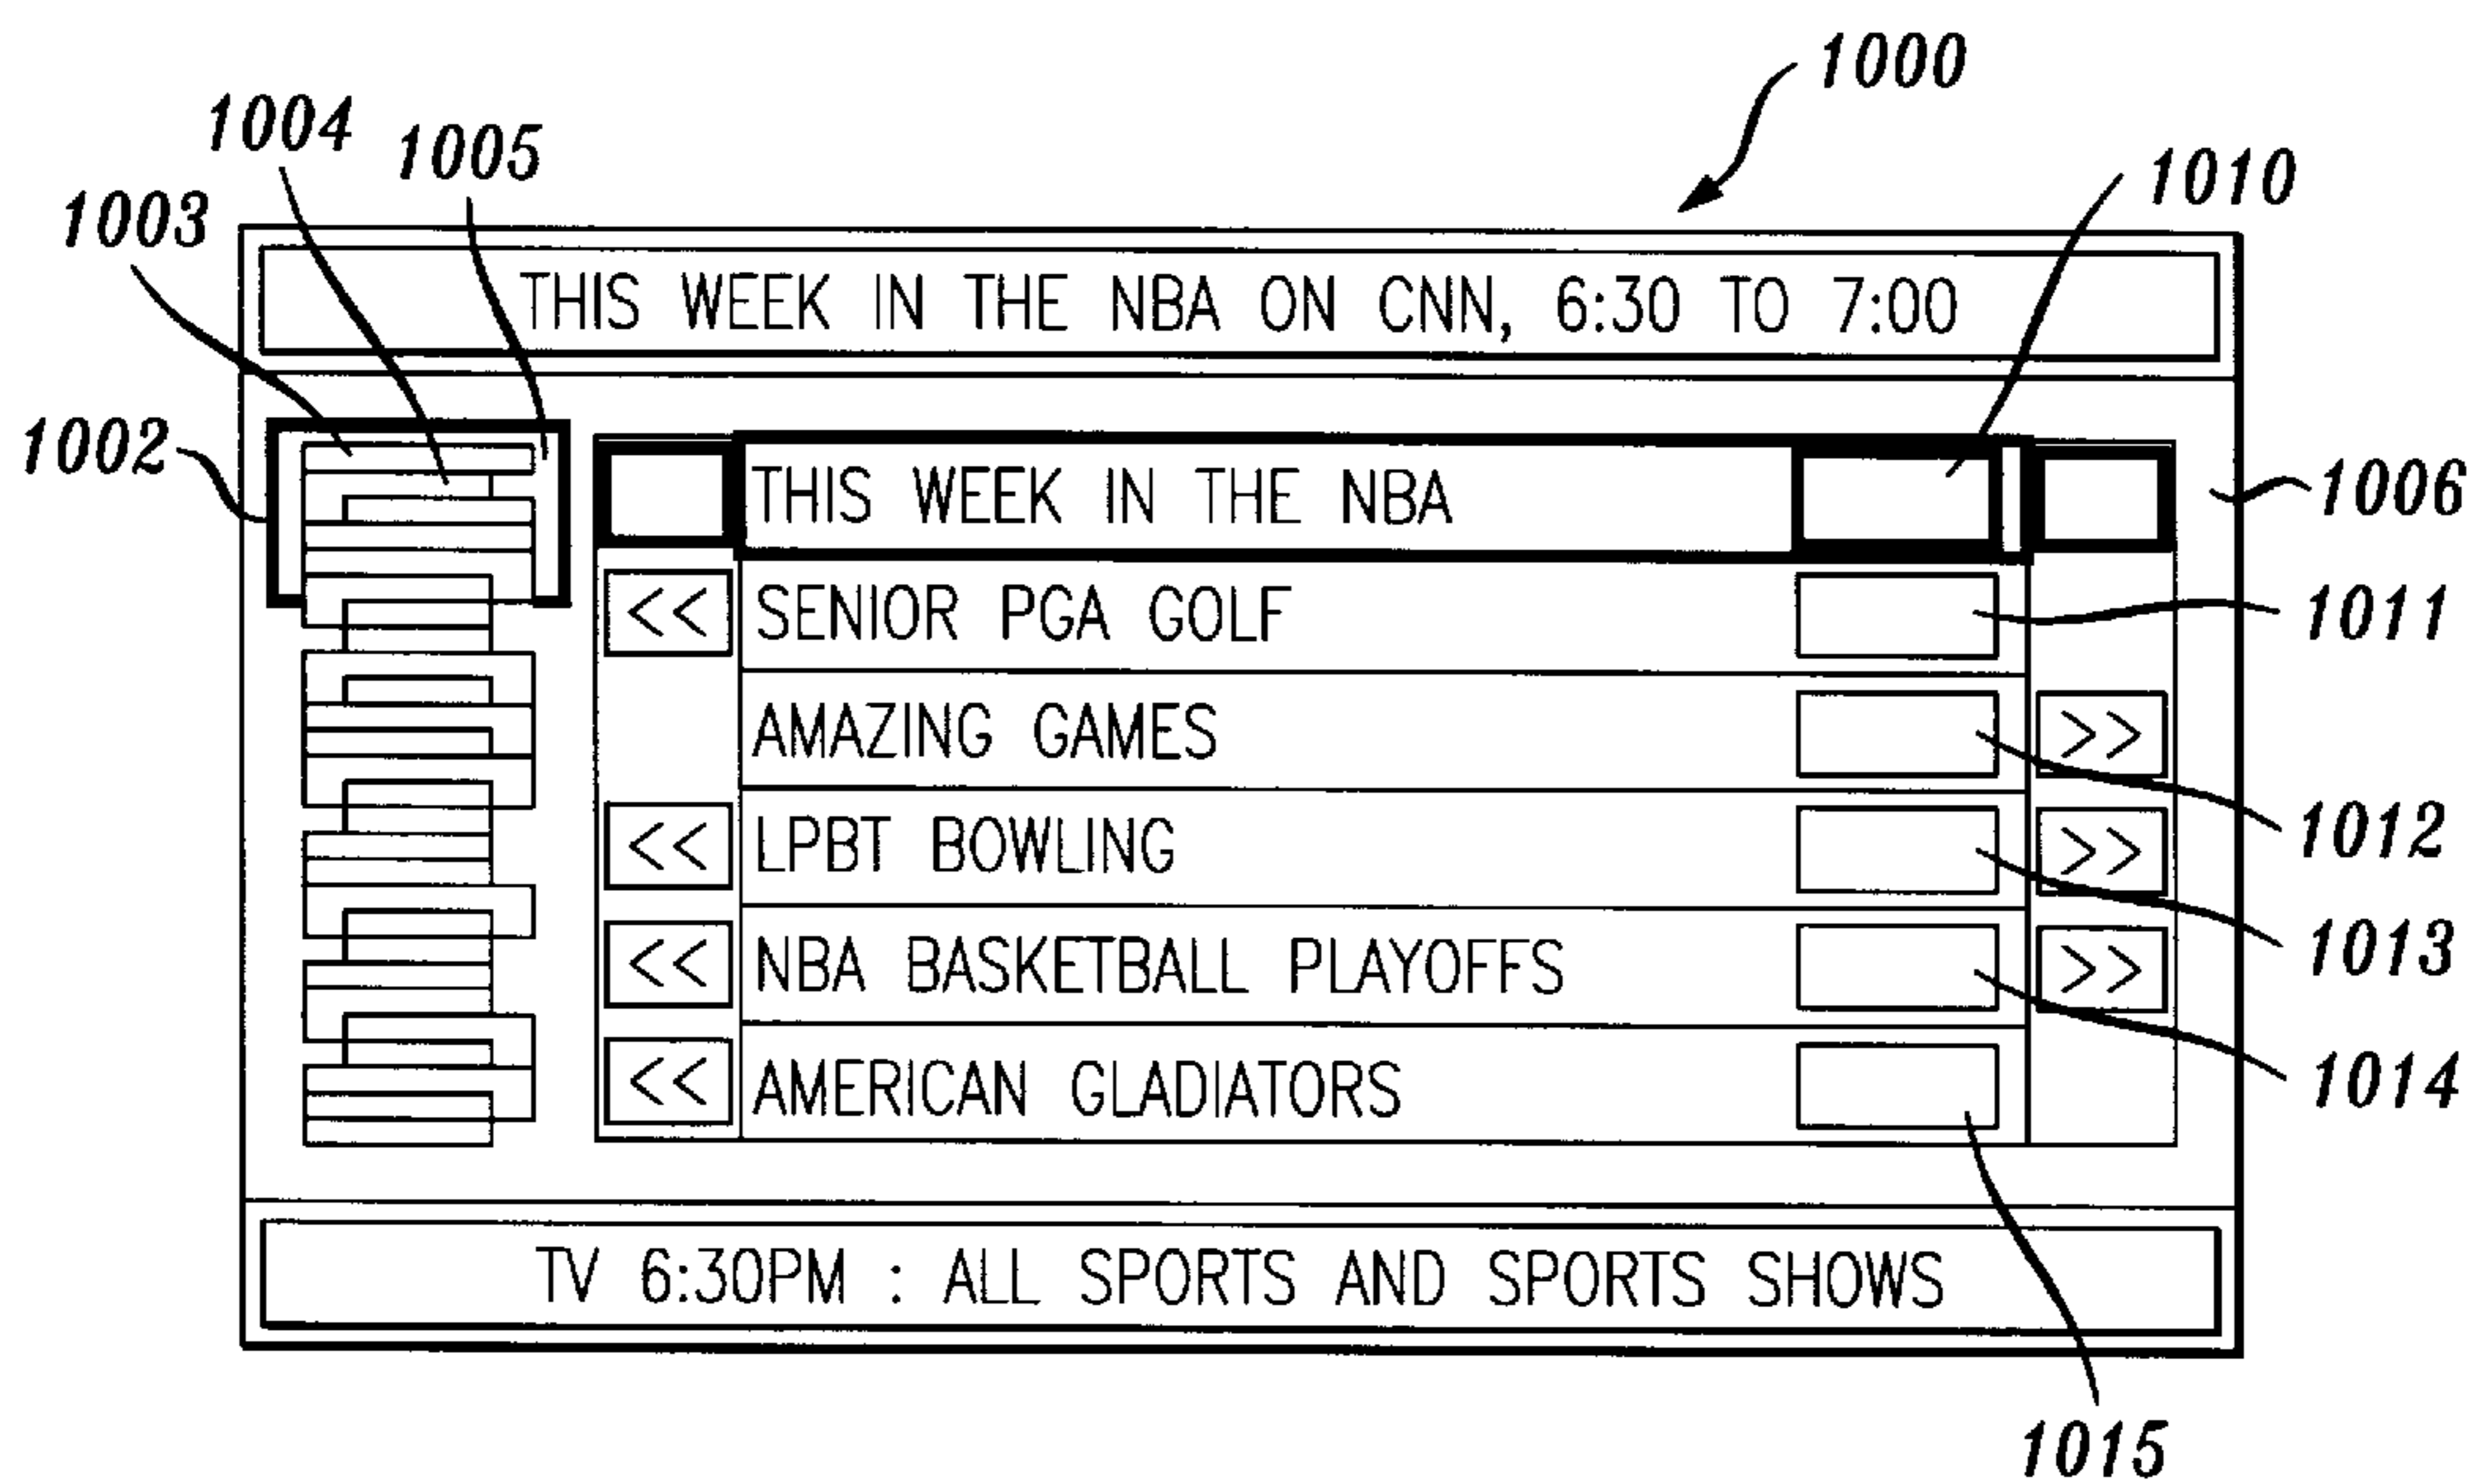 1000
1004
1005
1010
1003
THIS WEEK IN THE NBA ON CNN, 6:30 TO 7:00
1002
THIS WEEK IN THE NBA
1006
<< SENIOR PGA GOLF
1011
AMAZING GAMES >>
1012
<< LPBT BOWLING >>
1013
<< NBA BASKETBALL PLAYOFFS >>
1014
<< AMERICAN GLADIATORS
TV 6:30PM : ALL SPORTS AND SPORTS SHOWS
1015